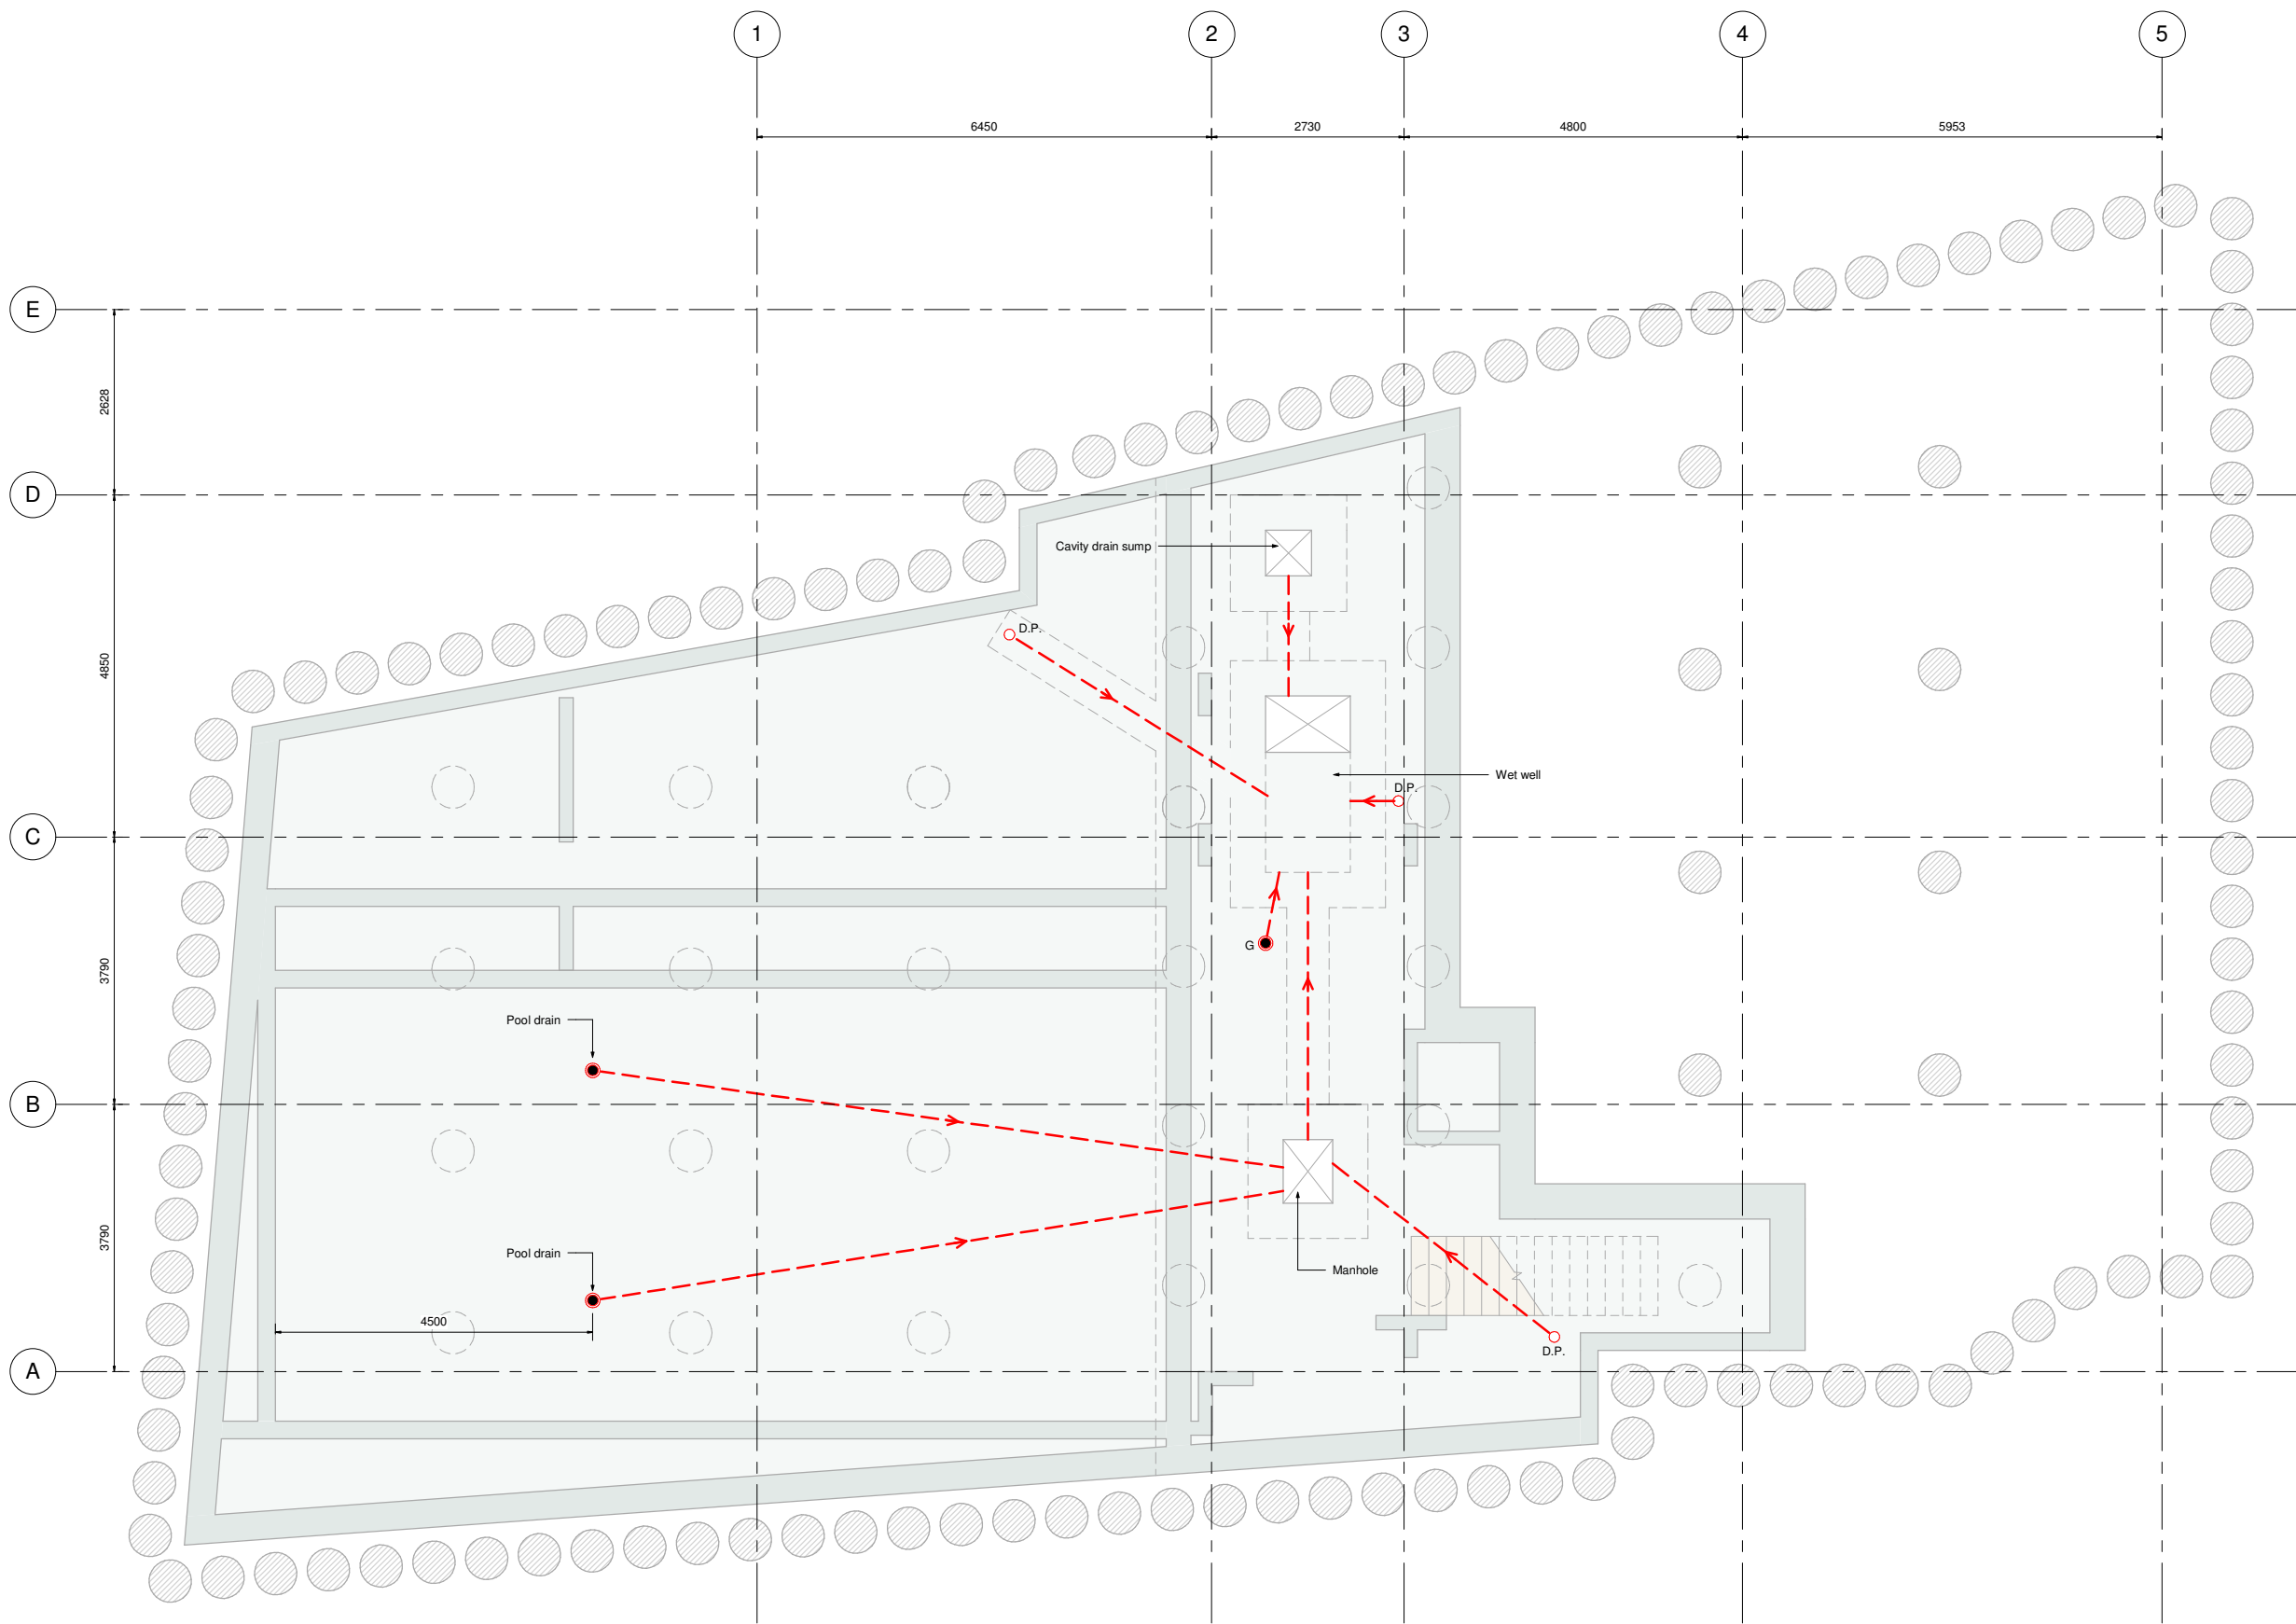 1
2
3
4
5
6450
2730
4800
5953
E
2628
D
Cavity drain sump
D.P.
4850
Wet well
D.P.
C
G
3790
Pool drain
B
3790
Pool drain
Manhole
4500
D.P.
A